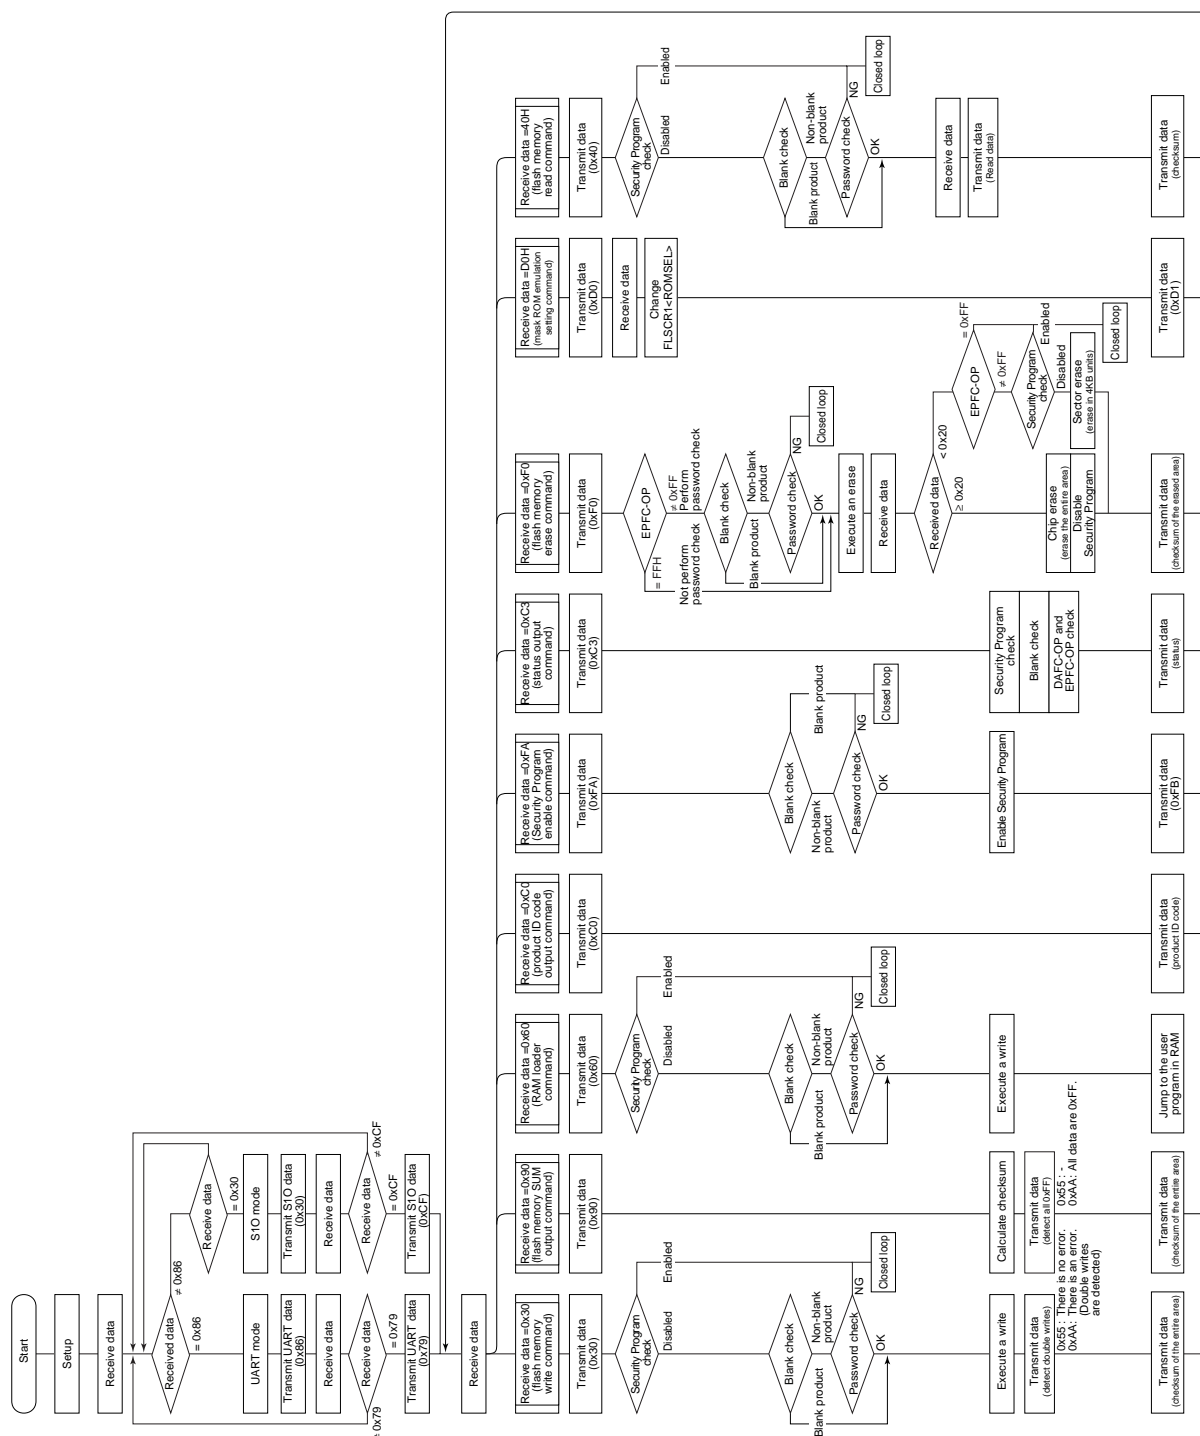 Start
Setup
Receive data
Received data
≠ 0x86
= 0x86
UART mode
Transmit UART data
(0x86)
Receive data
Receive data
= 0x79
≠ 0x79
Transmit UART data
(0x79)
Receive data
= 0x30
S1O mode
Transmit S1O data
(0x30)
Receive data
Receive data
≠ 0xCF
= 0xCF
Transmit S1O data
(0xCF)
Receive data
Receive data =0x30
(flash memory
write command)
Transmit data
(0x30)
Security Program
check
Enabled
Disabled
Blank check
Non-blank
product
Blank product
Password check
NG
Closed loop
OK
Execute a write
Transmit data
(detect double writes)
0x55 : There is no error.
0xAA: There is an error.
(Double writes
are detected)
Transmit data
(checksum of the entire area)
Receive data =0x90
(flash memory SUM
output command)
Transmit data
(0x90)
Calculate checksum
Transmit data
(detect all 0xFF)
0x55 : -
0xAA: All data are 0xFF.
Transmit data
(checksum of the entire area)
Receive data =0x60
(RAM loader
command)
Transmit data
(0x60)
Security Program
check
Enabled
Disabled
Blank check
Non-blank
product
Blank product
Password check
NG
Closed loop
OK
Execute a write
Jump to the user
program in RAM
Receive data =0xC0
(product ID code
output command)
Transmit data
(0xC0)
Transmit data
(product ID code)
Receive data =0xFA
(Security Program
enable command)
Transmit data
(0xFA)
Blank check
Blank product
Non-blank
product
Password check
NG
Closed loop
OK
Enable Security Program
Transmit data
(0xFB)
Receive data =0xC3
(status output
command)
Transmit data
(0xC3)
Security Program
check
Blank check
DAFC-OP and
EPFC-OP check
Transmit data
(status)
Receive data =0xF0
(flash memory
erase command)
Transmit data
(0xF0)
EPFC-OP
= FFH
Not perform
password check
≠ 0xFF
Perform
password check
Blank check
Non-blank
product
Blank product
Password check
NG
Closed loop
OK
Execute an erase
Receive data
Received data
< 0x20
≥ 0x20
EPFC-OP
= 0xFF
≠ 0xFF
Security Program
check
Enabled
Closed loop
Disabled
Sector erase
(erase in 4KB units)
Chip erase
(erase the entire area)
Disable
Security Program
Transmit data
(checksum of the erased area)
Receive data =D0H
(mask ROM emulation
setting command)
Transmit data
(0xD0)
Receive data
Change
FLSCR1<ROMSEL>
Transmit data
(0xD1)
Receive data =40H
(flash memory
read command)
Transmit data
(0x40)
Security Program
check
Enabled
Disabled
Blank check
Non-blank
product
Blank product
Password check
NG
Closed loop
OK
Receive data
Transmit data
(Read data)
Transmit data
(checksum)